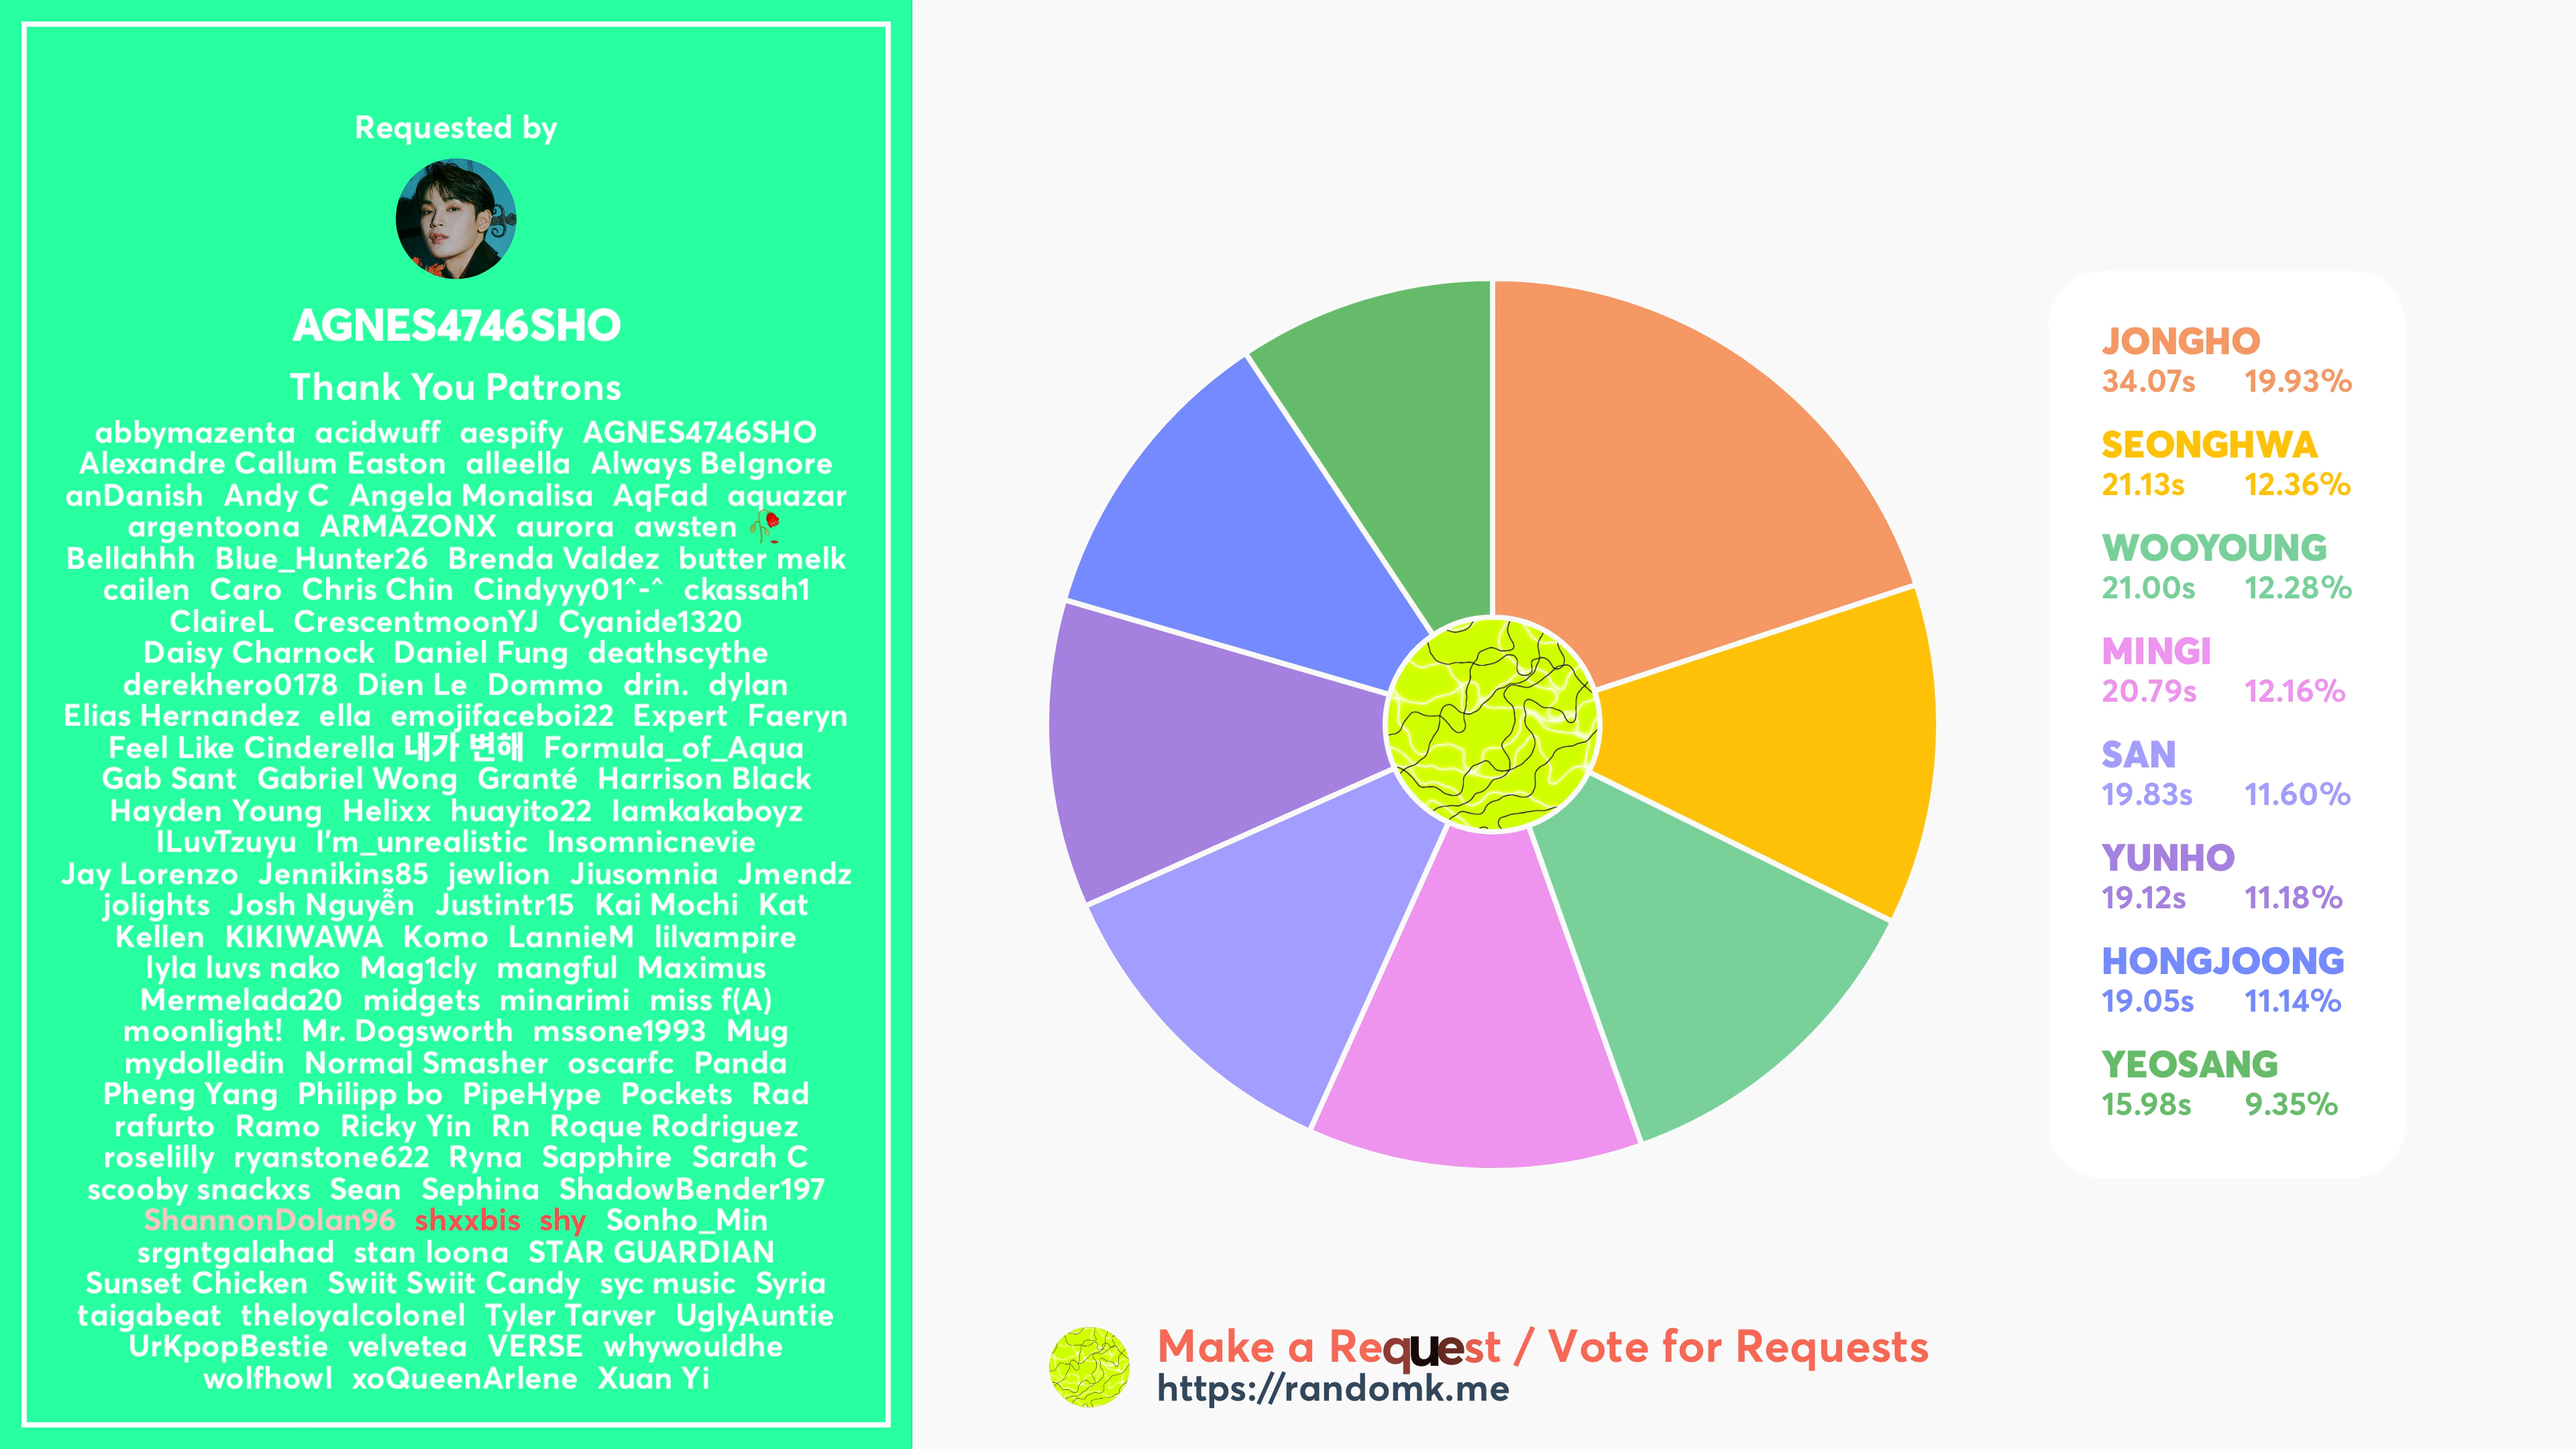 Requested by
AGNES4746SHO
Thank You Patrons
abbymazenta acidwuff aespify AGNES4746SHO
Alexandre Callum Easton alleella Always BeIgnore
anDanish Andy C Angela Monalisa AqFad aquazar
argentoona ARMAZONX aurora awsten 🥀
Bellahhh Blue_Hunter26 Brenda Valdez butter melk
cailen Caro Chris Chin Cindyyy01^-^ ckassah1
ClaireL CrescentmoonYJ Cyanide1320
Daisy Charnock Daniel Fung deathscythe
derekhero0178 Dien Le Dommo drin. dylan
Elias Hernandez ella emojifaceboi22 Expert Faeryn
Feel Like Cinderella 내가 변해 Formula_of_Aqua
Gab Sant Gabriel Wong Granté Harrison Black
Hayden Young Helixx huayito22 Iamkakaboyz
ILuvTzuyu I'm_unrealistic Insomnicnevie
Jay Lorenzo Jennikins85 jewlion Jiusomnia Jmendz
jolights Josh Nguyễn Justintr15 Kai Mochi Kat
Kellen KIKIWAWA Komo LannieM lilvampire
lyla luvs nako Mag1cly mangful Maximus
Mermelada20 midgets minarimi miss f(A)
moonlight! Mr. Dogsworth mssone1993 Mug
mydolledin Normal Smasher oscarfc Panda
Pheng Yang Philipp bo PipeHype Pockets Rad
rafurto Ramo Ricky Yin Rn Roque Rodriguez
roselilly ryanstone622 Ryna Sapphire Sarah C
scooby snackxs Sean Sephina ShadowBender197
ShannonDolan96 shxxbis shy Sonho_Min
srgntgalahad stan loona STAR GUARDIAN
Sunset Chicken Swiit Swiit Candy syc music Syria
taigabeat theloyalcolonel Tyler Tarver UglyAuntie
UrKpopBestie velvetea VERSE whywouldhe
wolfhowl xoQueenArlene Xuan Yi
JONGHO
34.07s 19.93%
SEONGHWA
21.13s 12.36%
WOOYOUNG
21.00s 12.28%
MINGI
20.79s 12.16%
SAN
19.83s 11.60%
YUNHO
19.12s 11.18%
HONGJOONG
19.05s 11.14%
YEOSANG
15.98s 9.35%
Make a Request / Vote for Requests
https://randomk.me